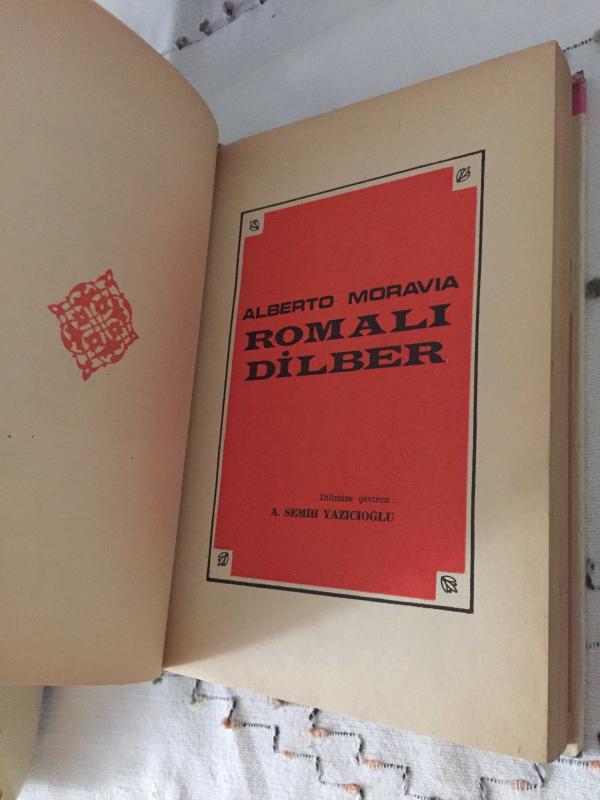 ALBERTO MORAVIA
ROMALI
DİLBER
Dilimize çeviren :
A. SEMİH YAZICIOĞLU